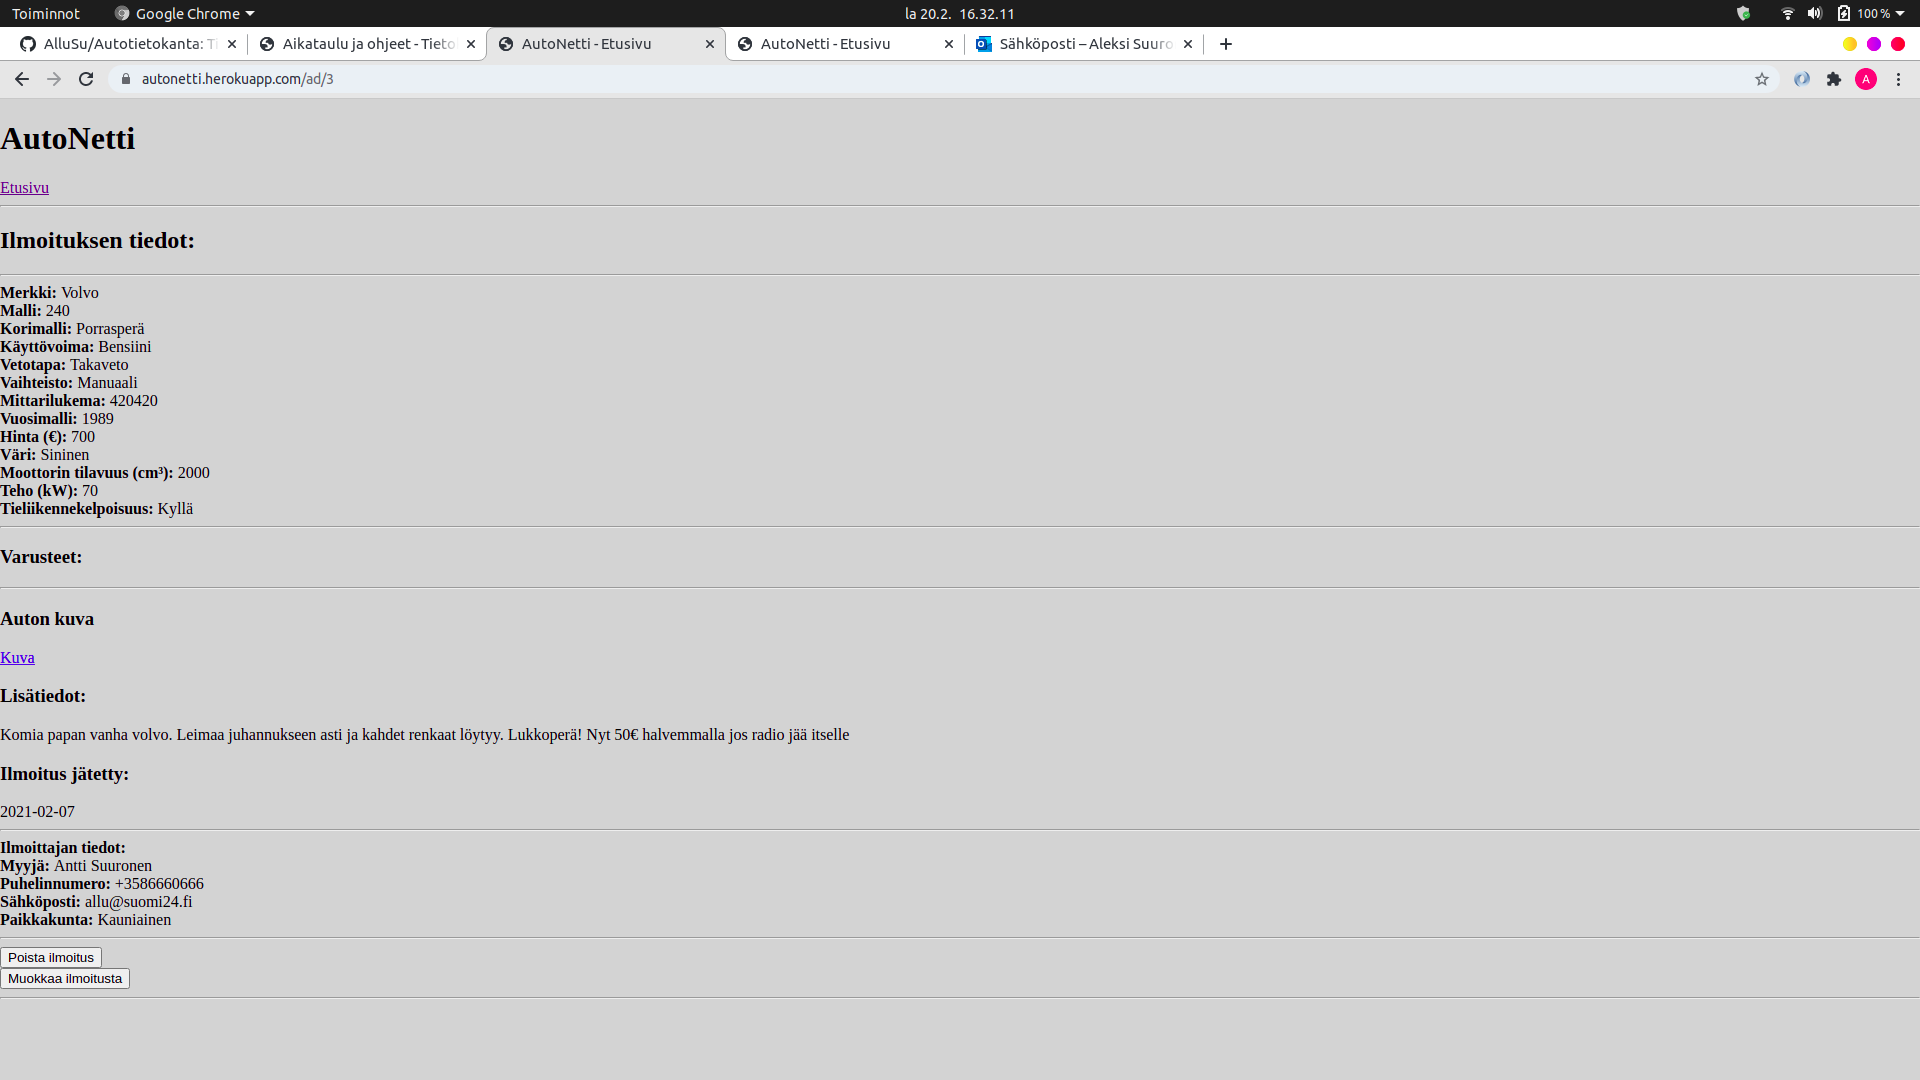 Toiminnot
Google Chrome
la 20.2. 16.32.11
100 %
AlluSu/Autotietokanta: Ti
Aikataulu ja ohjeet - Tietok
AutoNetti - Etusivu
AutoNetti - Etusivu
Sähköposti – Aleksi Suuro
autonetti.herokuapp.com/ad/3
A
AutoNetti
Etusivu
Ilmoituksen tiedot:
Merkki: Volvo
Malli: 240
Korimalli: Porrasperä
Käyttövoima: Bensiini
Vetotapa: Takaveto
Vaihteisto: Manuaali
Mittarilukema: 420420
Vuosimalli: 1989
Hinta (€): 700
Väri: Sininen
Moottorin tilavuus (cm³): 2000
Teho (kW): 70
Tieliikennekelpoisuus: Kyllä
Varusteet:
Auton kuva
Kuva
Lisätiedot:
Komia papan vanha volvo. Leimaa juhannukseen asti ja kahdet renkaat löytyy. Lukkoperä! Nyt 50€ halvemmalla jos radio jää itselle
Ilmoitus jätetty:
2021-02-07
Ilmoittajan tiedot:
Myyjä: Antti Suuronen
Puhelinnumero: +3586660666
Sähköposti: allu@suomi24.fi
Paikkakunta: Kauniainen
Poista ilmoitus
Muokkaa ilmoitusta